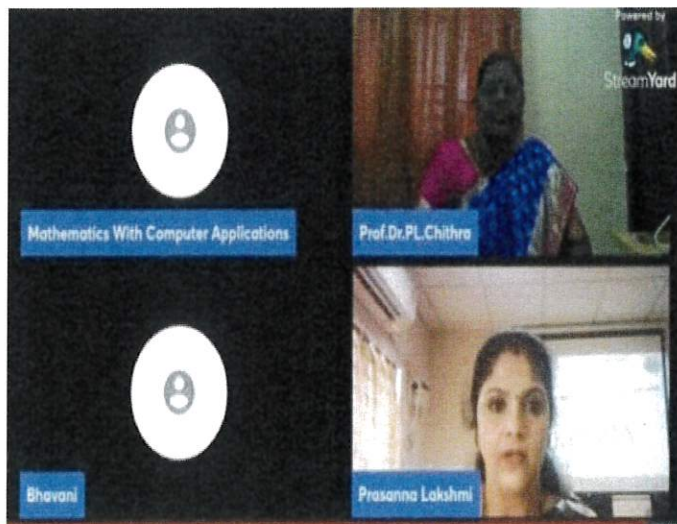 Powered by
StreamYard
Mathematics With Computer Applications
Prof.Dr.PL.Chithra
Bhavani
Prasanna Lakshmi